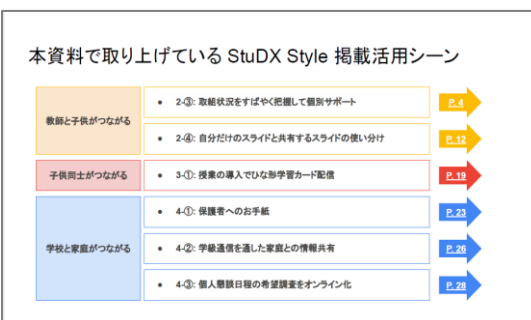 本資料で取り上げている StuDX Style 掲載活用シーン
教師と子供がつながる
• 2-③: 取組状況をすばやく把握して個別サポート
P. 4
• 2-④: 自分だけのスライドと共有するスライドの使い分け
P. 12
子供同士がつながる
• 3-①: 授業の導入でひな形学習カード配信
P. 19
学校と家庭がつながる
• 4-①: 保護者へのお手紙
P. 23
• 4-②: 学級通信を通した家庭との情報共有
P. 26
• 4-③: 個人懇談日程の希望調査をオンライン化
P. 28